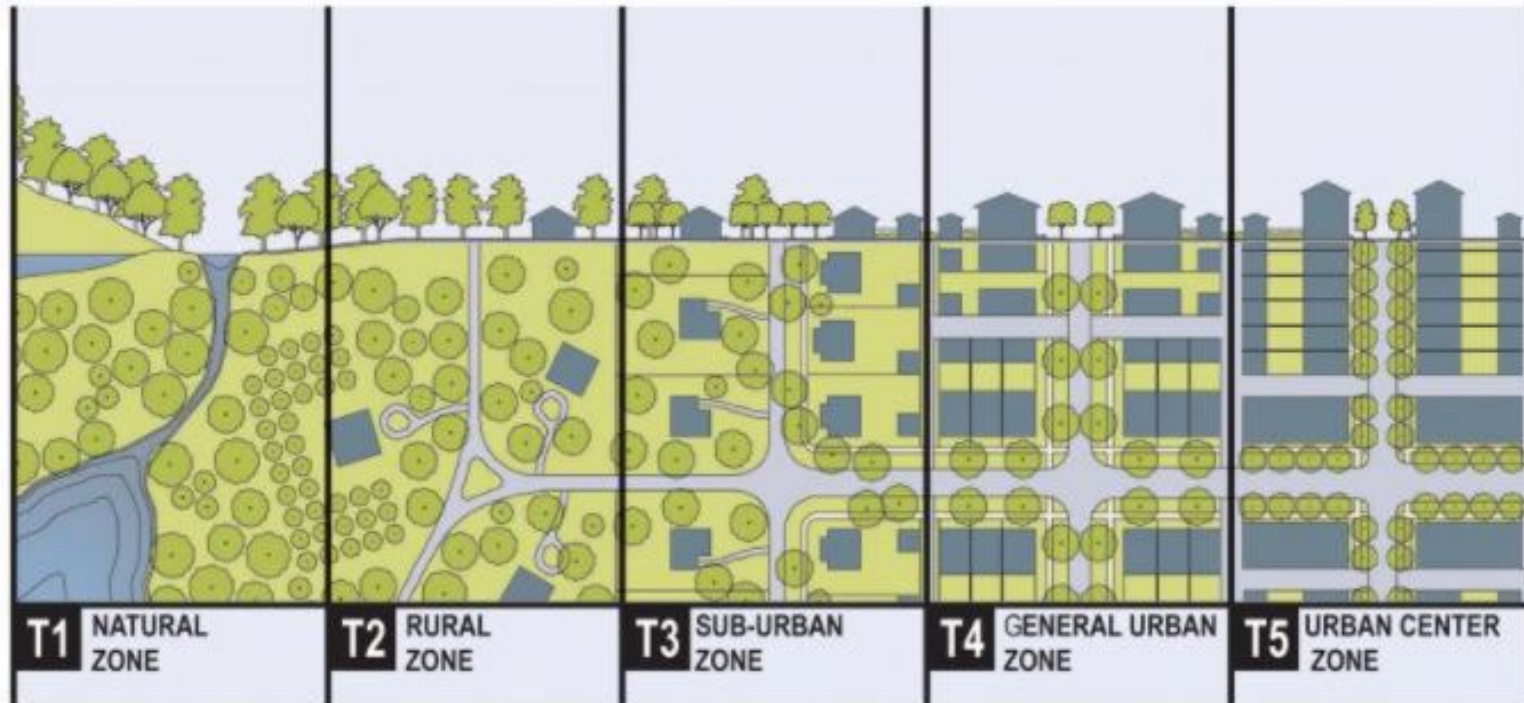 T1 NATURAL
ZONE
T2 RURAL
ZONE
T3 SUB-URBAN
ZONE
T4 GENERAL URBAN
ZONE
T5 URBAN CENTER
ZONE